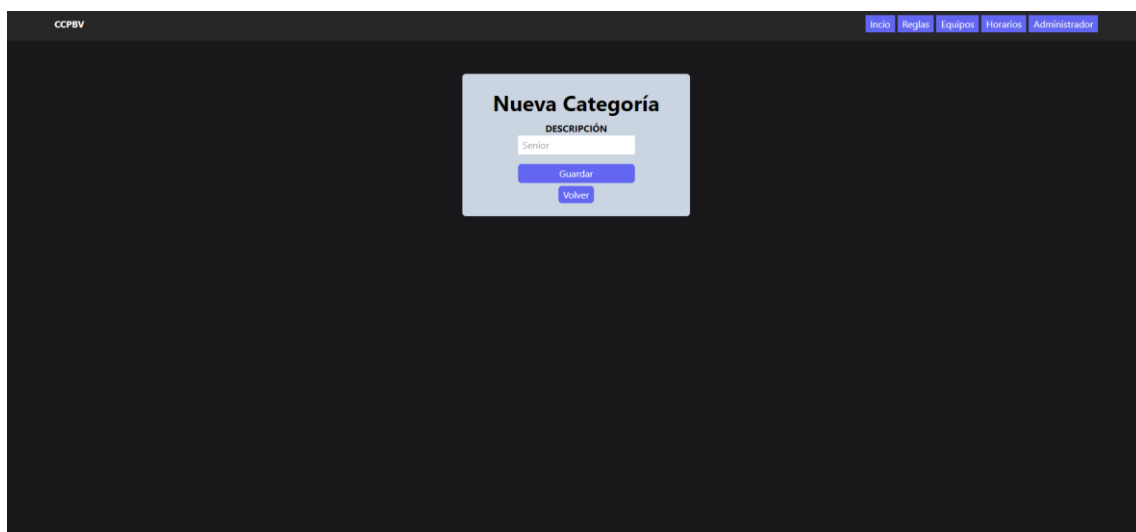 CCPBV
Incio Reglas Equipos Horarios Administrador
Nueva Categoría
DESCRIPCIÓN
Senior
Guardar
Volver